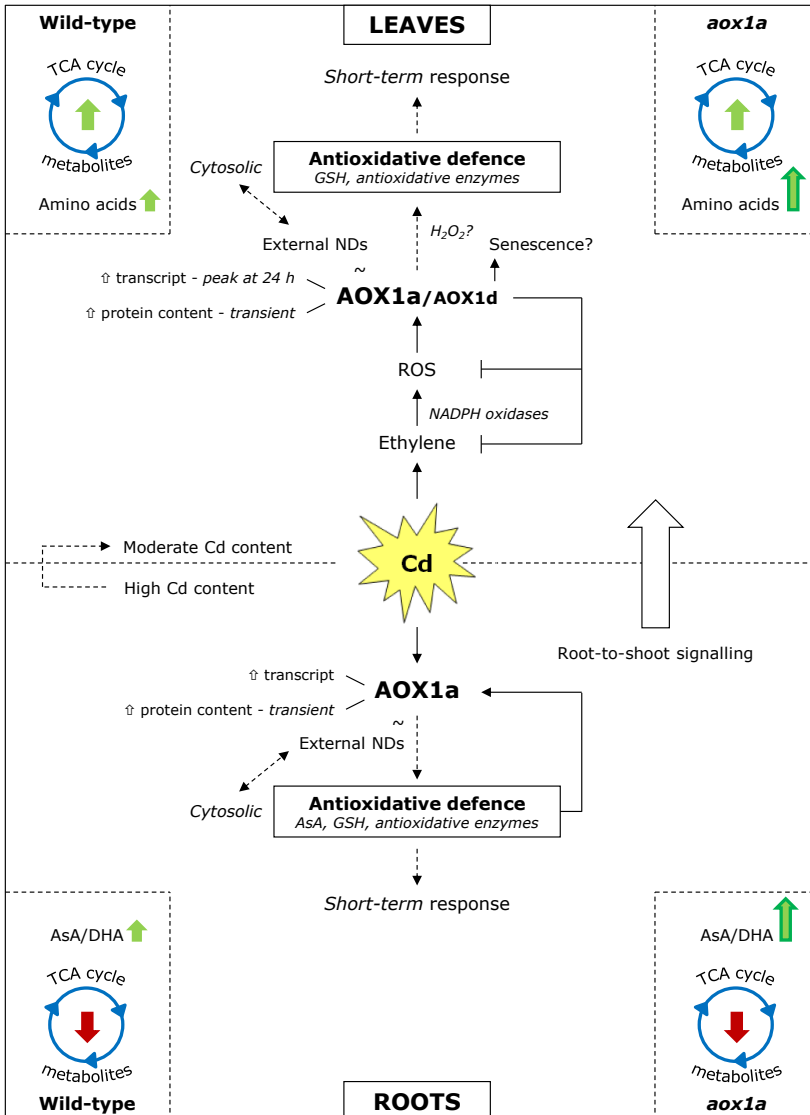 Wild-type
LEAVES
aox1a
TCA cycle
metabolites
Amino acids
TCA cycle
metabolites
Amino acids
Short-term response
Antioxidative defence
GSH, antioxidative enzymes
Cytosolic
H₂O₂?
External NDs
Senescence?
~
⇧ transcript - peak at 24 h
AOX1a/AOX1d
⇧ protein content - transient
ROS
NADPH oxidases
Ethylene
Moderate Cd content
Cd
High Cd content
Root-to-shoot signalling
⇧ transcript
AOX1a
⇧ protein content - transient
~
External NDs
Cytosolic
Antioxidative defence
AsA, GSH, antioxidative enzymes
Short-term response
AsA/DHA
TCA cycle
metabolites
Wild-type
AsA/DHA
TCA cycle
metabolites
aox1a
ROOTS